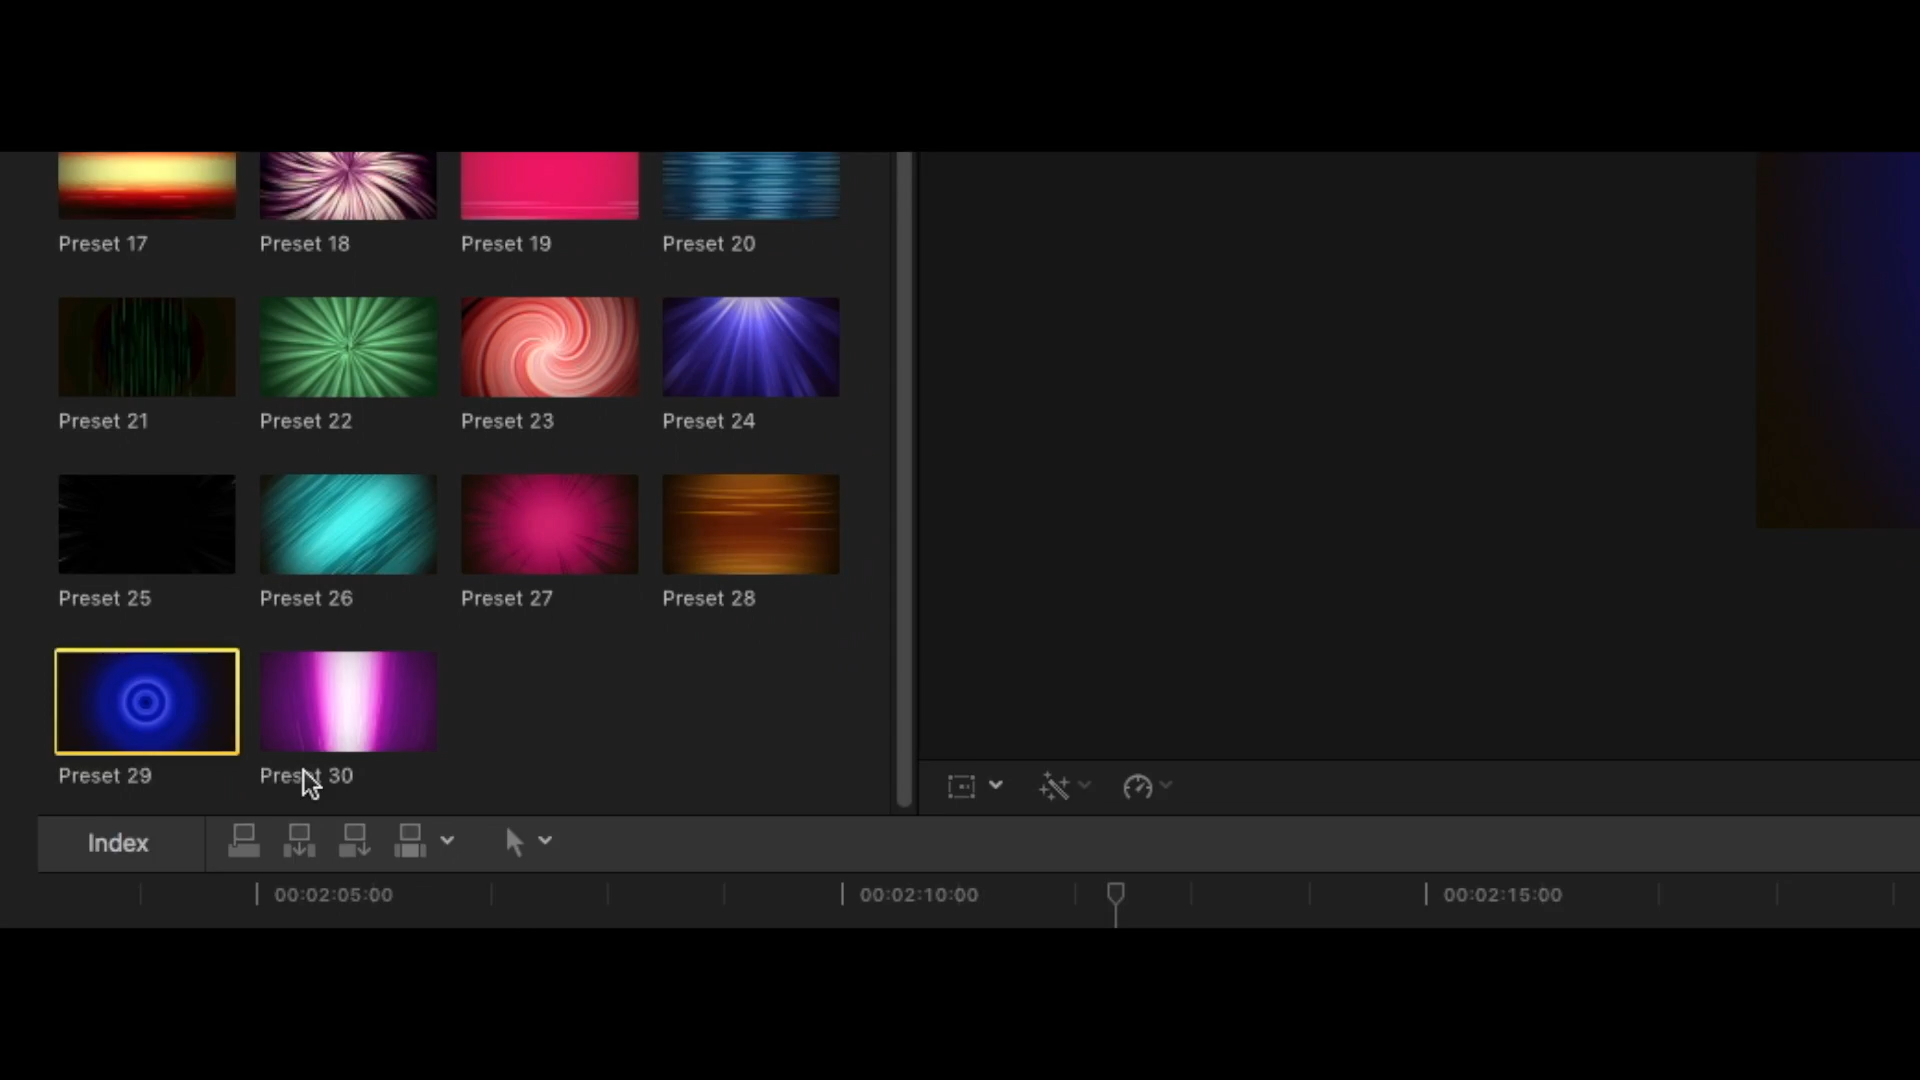 Preset 17 Preset 18 Preset 19 Preset 20
Preset 21 Preset 22 Preset 23 Preset 24
Preset 25 Preset 26 Preset 27 Preset 28
Preset 29 Preset 30
Index
00:02:05:00 00:02:10:00 00:02:15:00